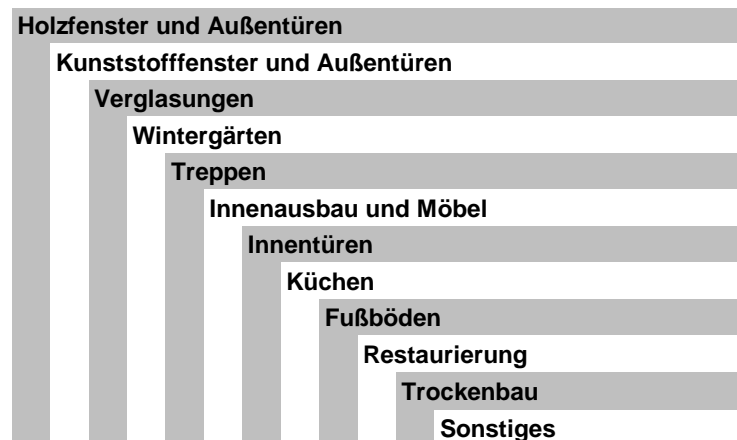 Holzfenster und Außentüren
Kunststofffenster und Außentüren
Verglasungen
Wintergärten
Treppen
Innenausbau und Möbel
Innentüren
Küchen
Fußböden
Restaurierung
Trockenbau
Sonstiges